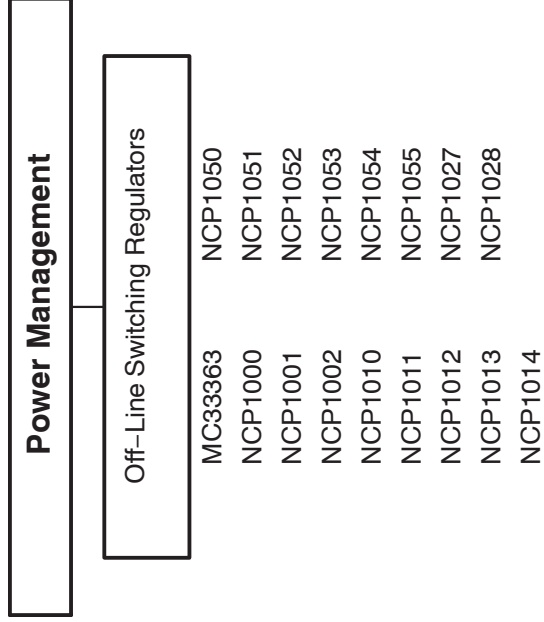 Power Management
Off−Line Switching Regulators
MC33363
NCP1000
NCP1001
NCP1002
NCP1010
NCP1011
NCP1012
NCP1013
NCP1014
NCP1050
NCP1051
NCP1052
NCP1053
NCP1054
NCP1055
NCP1027
NCP1028